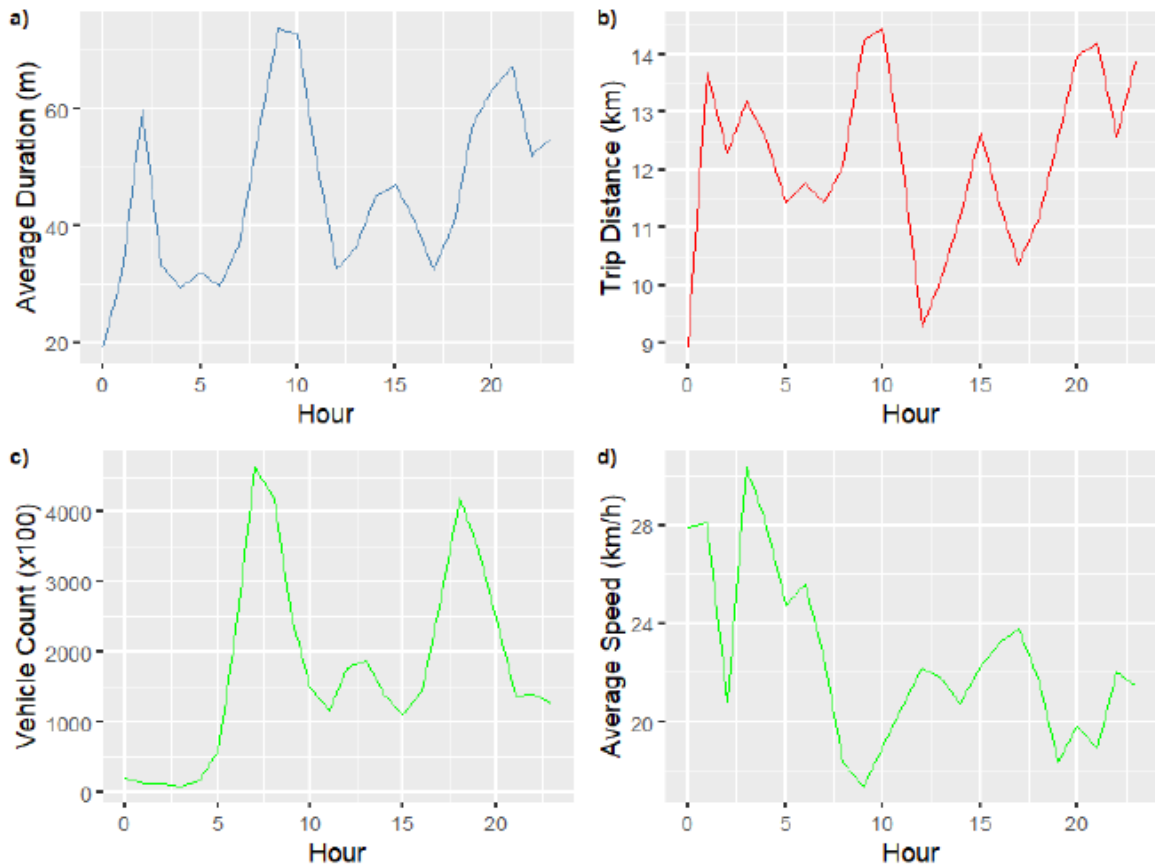 a)
Average Duration (m)
60
40
20
0 5 10 15 20
Hour
b)
Trip Distance (km)
14
13
12
11
10
9
0 5 10 15 20
Hour
c)
Vehicle Count (x100)
4000
3000
2000
1000
0
0 5 10 15 20
Hour
d)
Average Speed (km/h)
28
24
20
0 5 10 15 20
Hour